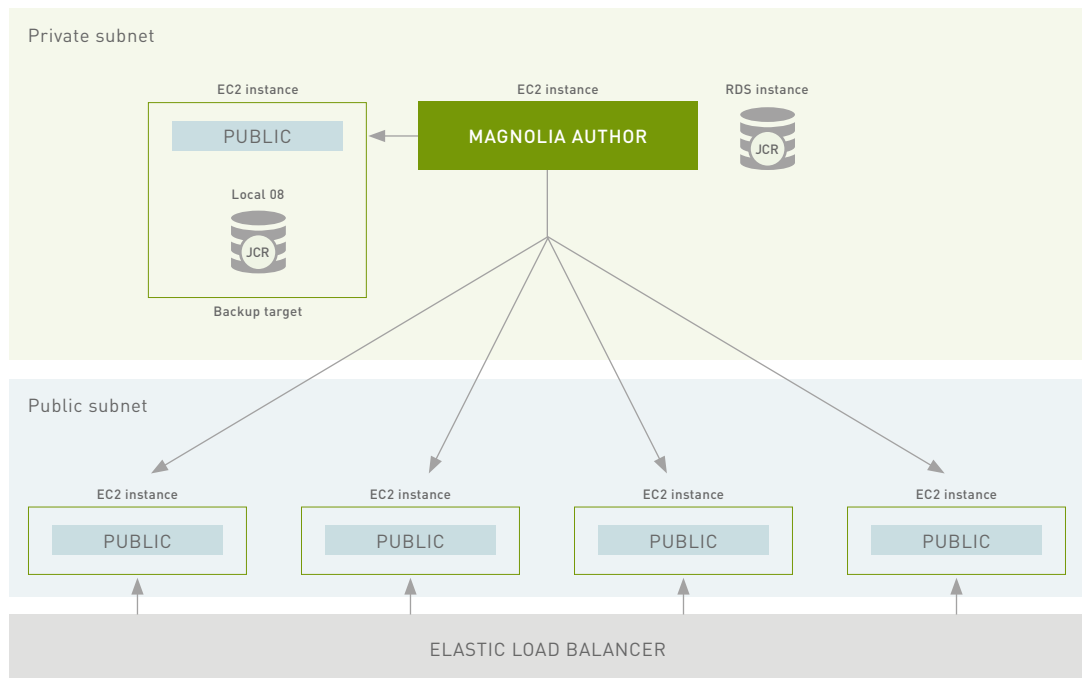 Private subnet
EC2 instance
EC2 instance
RDS instance
PUBLIC
MAGNOLIA AUTHOR
JCR
Local 08
JCR
Backup target
Public subnet
EC2 instance
EC2 instance
EC2 instance
EC2 instance
PUBLIC
PUBLIC
PUBLIC
PUBLIC
ELASTIC LOAD BALANCER